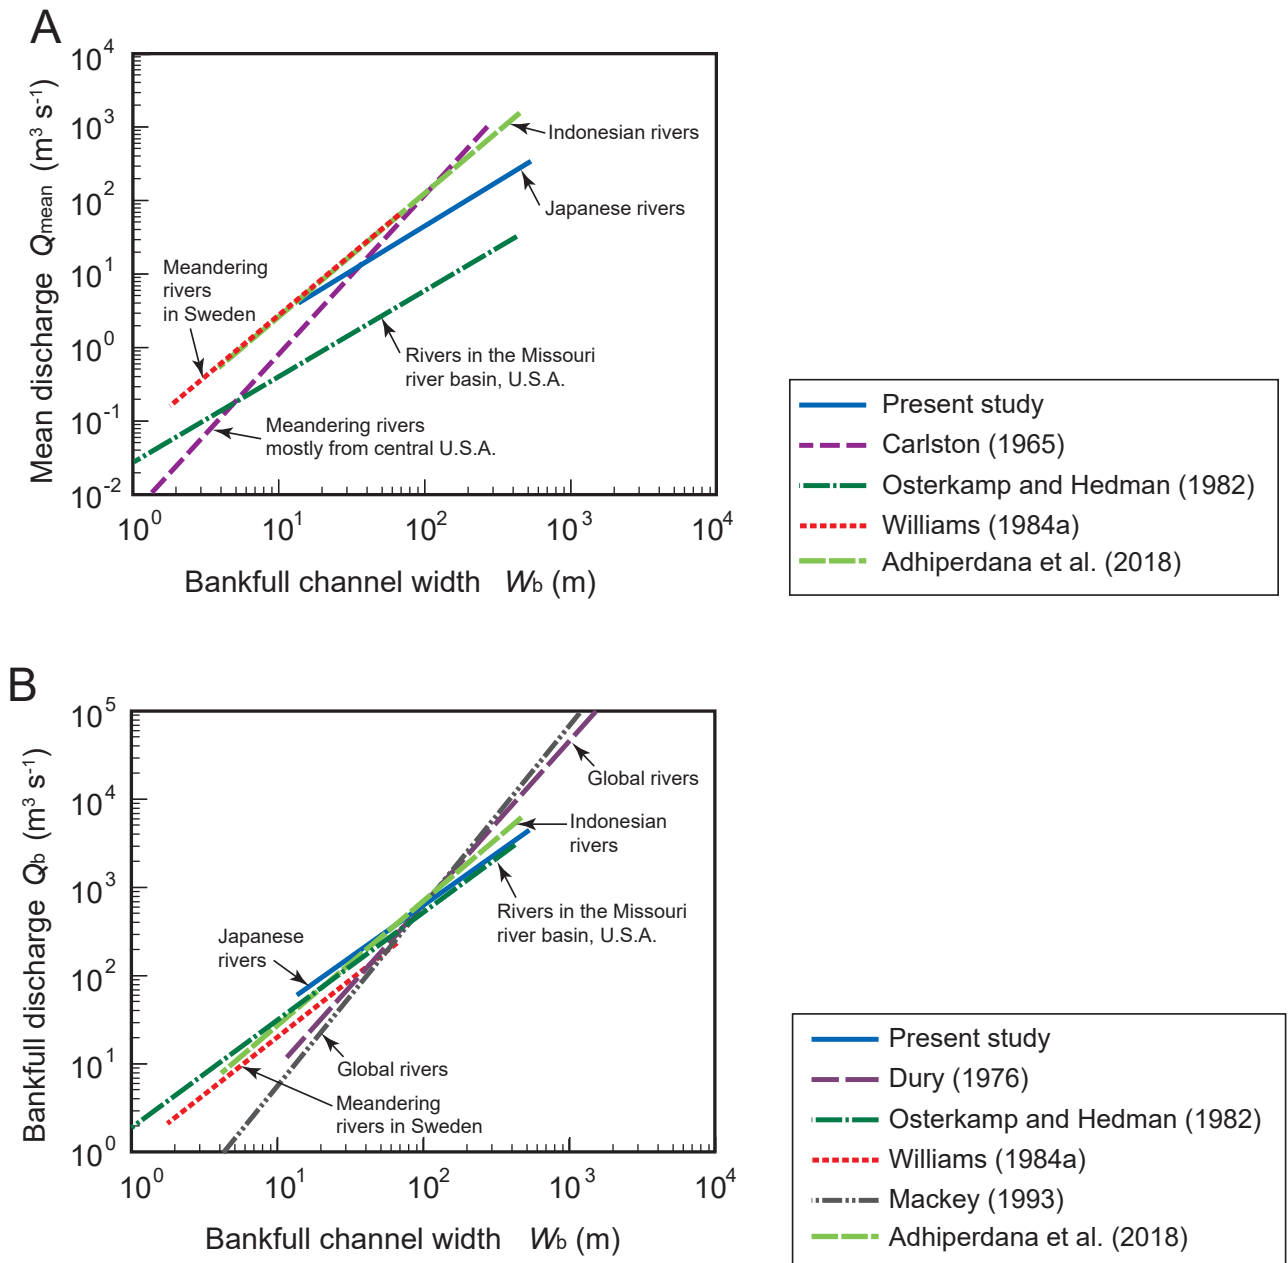 A
Mean discharge Qmean (m³ s⁻¹)
10⁴
10³
10²
10¹
10⁰
10⁻¹
10⁻²
10⁰
10¹
10²
10³
10⁴
Bankfull channel width Wb (m)
Indonesian rivers
Japanese rivers
Meandering
rivers
in Sweden
Rivers in the Missouri
river basin, U.S.A.
Meandering rivers
mostly from central U.S.A.
Present study
Carlston (1965)
Osterkamp and Hedman (1982)
Williams (1984a)
Adhiperdana et al. (2018)
B
Bankfull discharge Qb (m³ s⁻¹)
10⁵
10⁴
10³
10²
10¹
10⁰
10⁰
10¹
10²
10³
10⁴
Bankfull channel width Wb (m)
Global rivers
Indonesian
rivers
Rivers in the Missouri
river basin, U.S.A.
Japanese
rivers
Global rivers
Meandering
rivers in Sweden
Present study
Dury (1976)
Osterkamp and Hedman (1982)
Williams (1984a)
Mackey (1993)
Adhiperdana et al. (2018)